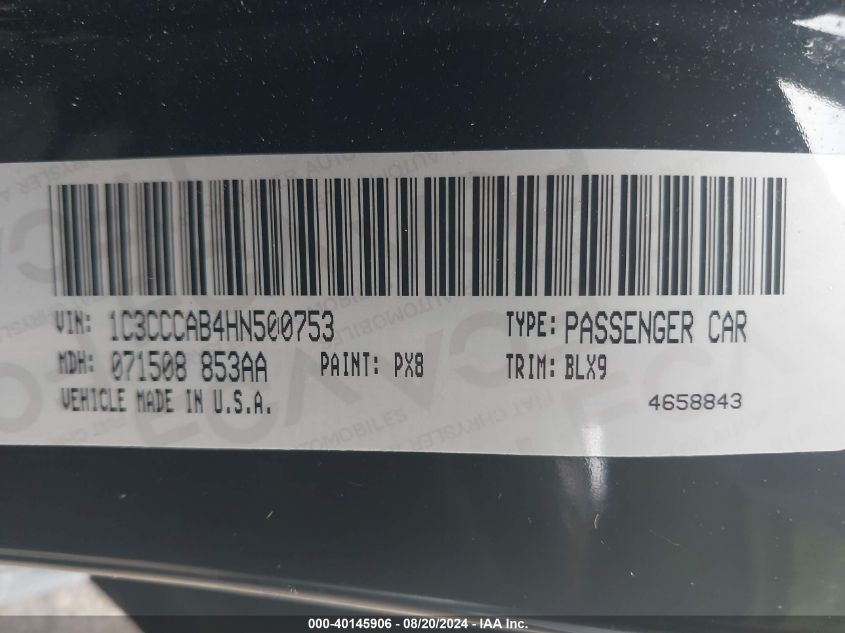 VIN: 1C3CCCAB4HN500753 TYPE: PASSENGER CAR
MDH: 071508 853AA PAINT: PX8 TRIM: BLX9
VEHICLE MADE IN U.S.A. 4658843
000-40145906 - 08/20/2024 - IAA Inc.